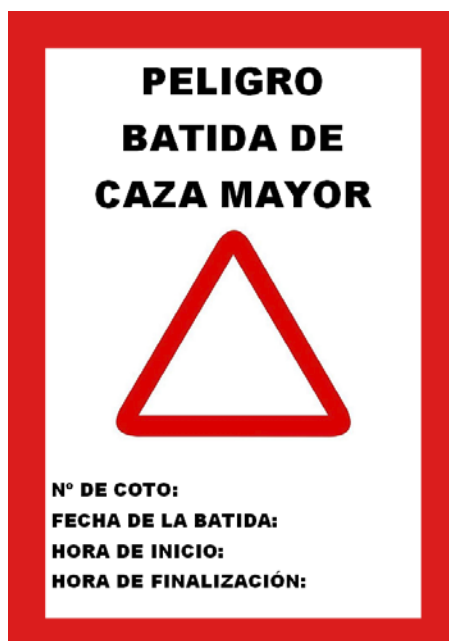 PELIGRO
BATIDA DE
CAZA MAYOR
Nº DE COTO:
FECHA DE LA BATIDA:
HORA DE INICIO:
HORA DE FINALIZACIÓN: